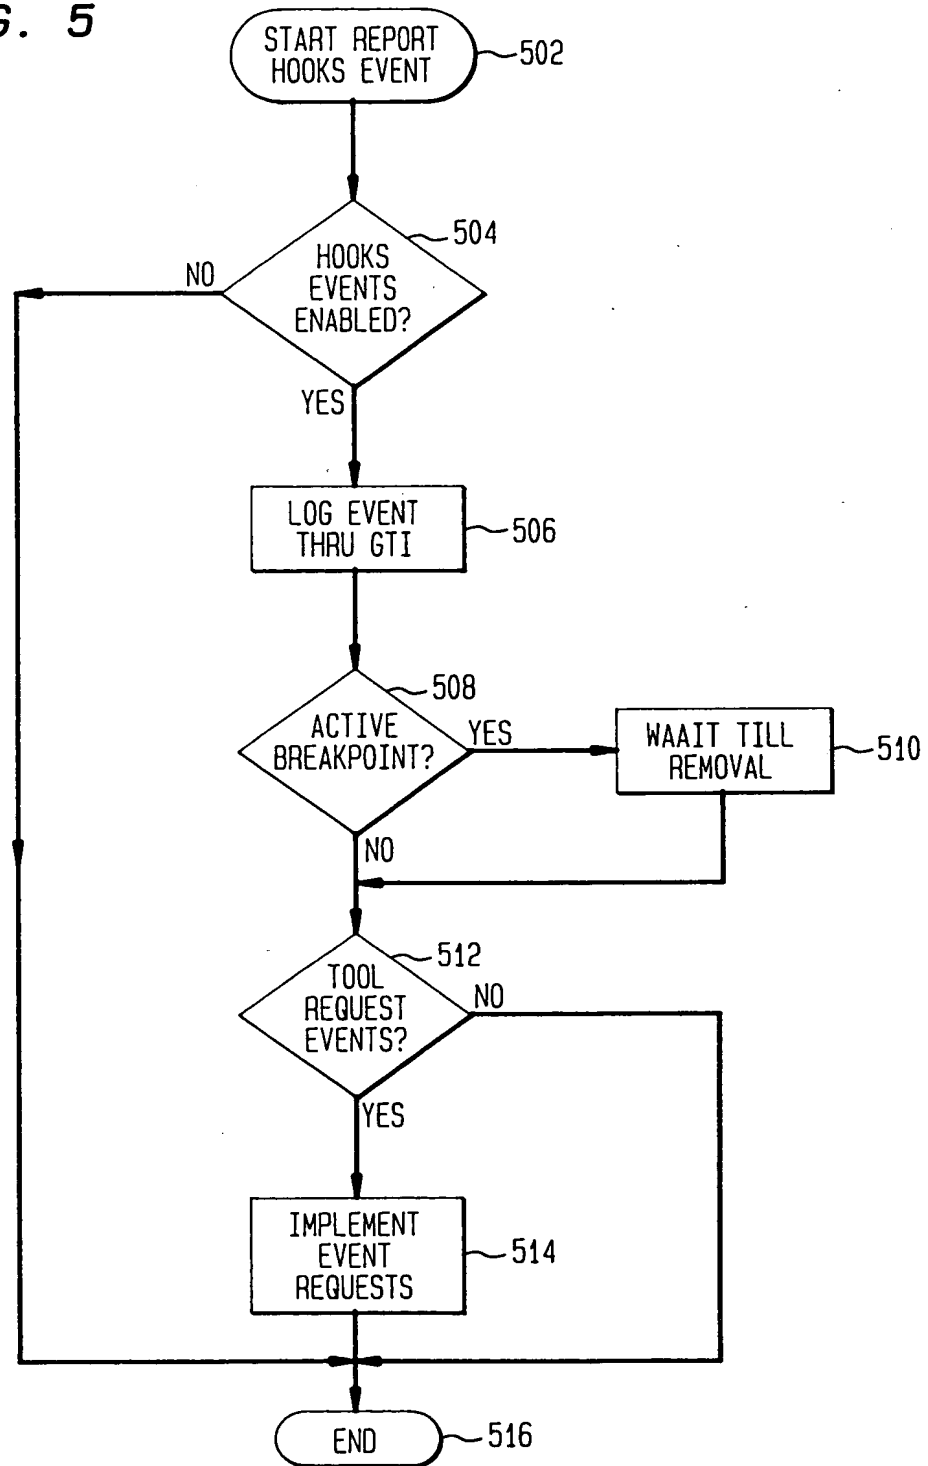 G. 5
START REPORT
HOOKS EVENT
502
504
HOOKS
EVENTS
ENABLED?
NO
YES
LOG EVENT
THRU GTI
506
508
ACTIVE
BREAKPOINT?
YES
WAAIT TILL
REMOVAL
510
NO
512
TOOL
REQUEST
EVENTS?
NO
YES
IMPLEMENT
EVENT
REQUESTS
514
END
516